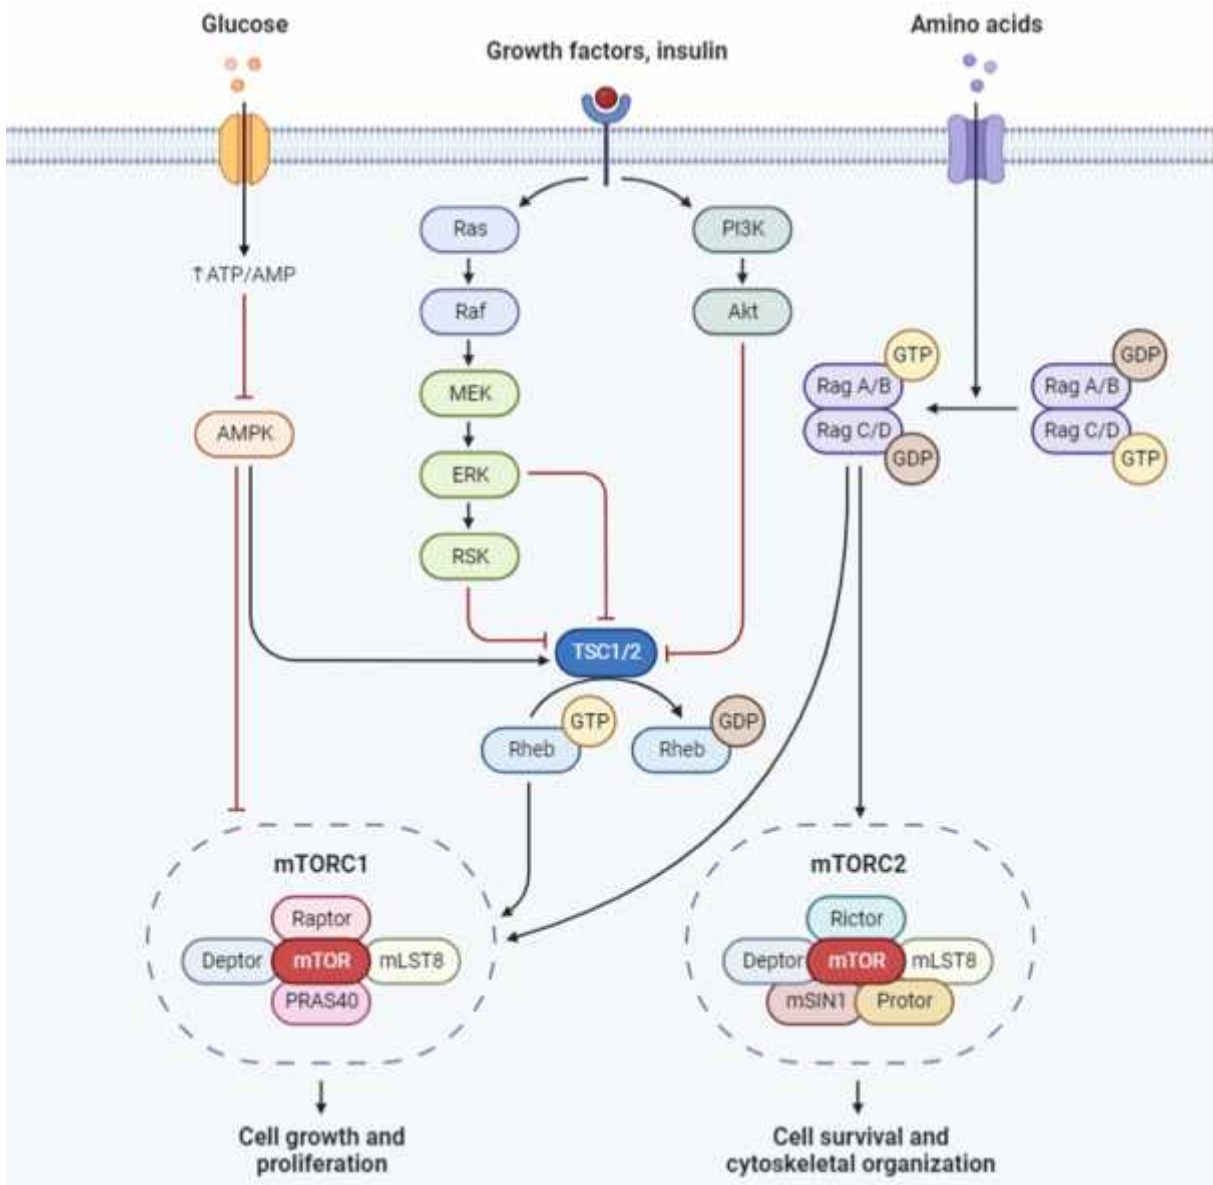 Glucose
Growth factors, insulin
Amino acids
Ras
PI3K
↑ATP/AMP
Raf
Akt
GTP
GDP
Rag A/B
Rag A/B
MEK
AMPK
Rag C/D
Rag C/D
GDP
GTP
ERK
RSK
TSC1/2
GTP
GDP
Rheb
Rheb
mTORC1
Raptor
Deptor
mTOR
mLST8
PRAS40
mTORC2
Rictor
Deptor
mTOR
mLST8
mSIN1
Protor
Cell growth and
proliferation
Cell survival and
cytoskeletal organization